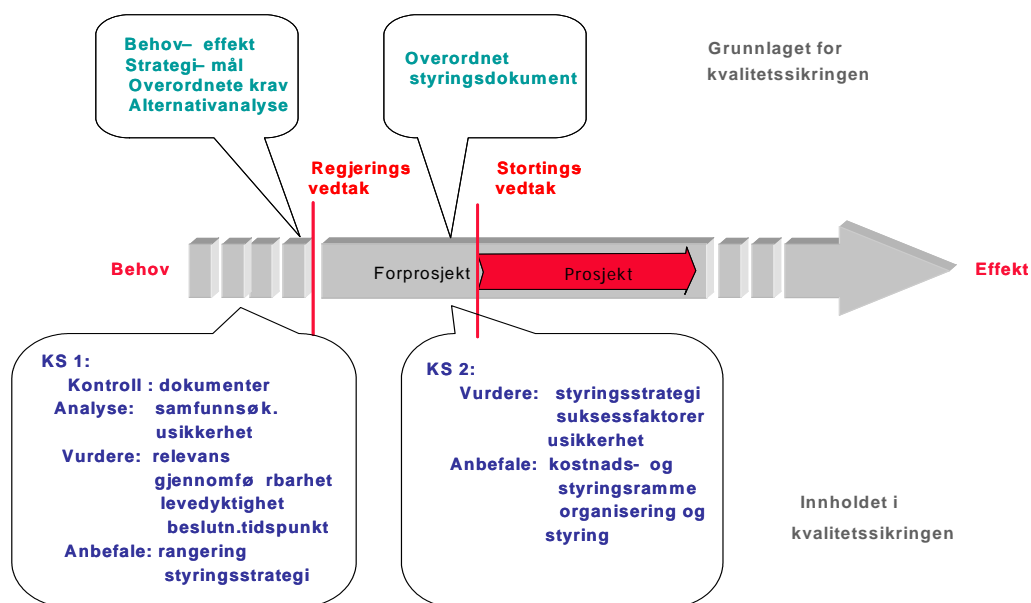 Behov– effekt
Strategi– mål
Overordnete krav
Alternativanalyse
Overordnet
styringsdokument
Grunnlaget for
kvalitetssikringen
Regjerings
vedtak
Stortings
vedtak
Behov
Forprosjekt
Prosjekt
Effekt
KS 1:
Kontroll : dokumenter
Analyse: samfunnsøk.
usikkerhet
Vurdere: relevans
gjennomfø rbarhet
levedyktighet
beslutn.tidspunkt
Anbefale: rangering
styringsstrategi
KS 2:
Vurdere: styringsstrategi
suksessfaktorer
usikkerhet
Anbefale: kostnads- og
styringsramme
organisering og
styring
Innholdet i
kvalitetssikringen